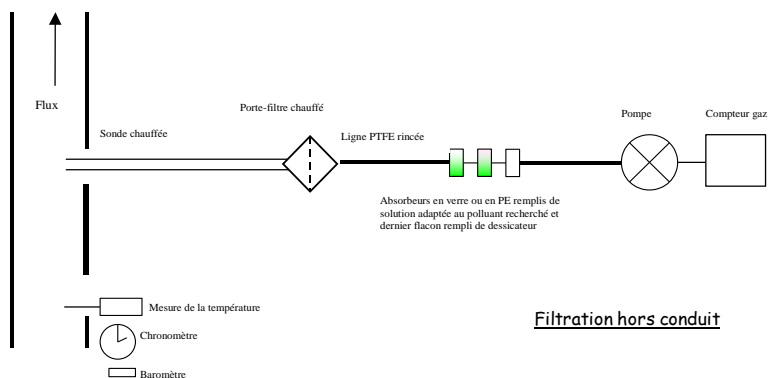 Flux
Sonde chauffée
Porte-filtre chauffé
Ligne PTFE rincée
Pompe
Compteur gaz
Absorbeurs en verre ou en PE remplis de
solution adaptée au polluant recherché et
dernier flacon rempli de dessicateur
Mesure de la température
Chronomètre
Baromètre
Filtration hors conduit